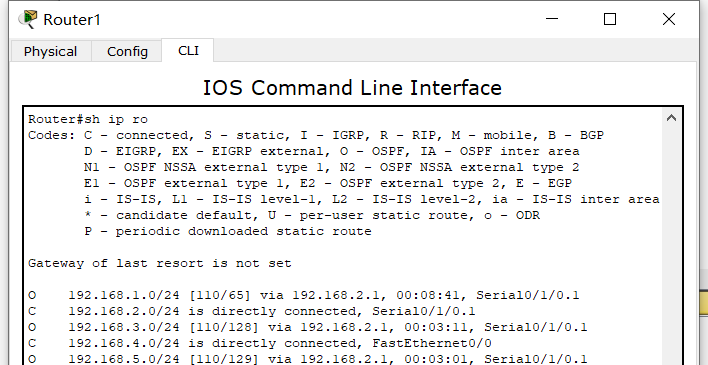 Router1
Physical Config CLI
IOS Command Line Interface
Router#sh ip ro
Codes: C - connected, S - static, I - IGRP, R - RIP, M - mobile, B - BGP
D - EIGRP, EX - EIGRP external, O - OSPF, IA - OSPF inter area
N1 - OSPF NSSA external type 1, N2 - OSPF NSSA external type 2
E1 - OSPF external type 1, E2 - OSPF external type 2, E - EGP
i - IS-IS, L1 - IS-IS level-1, L2 - IS-IS level-2, ia - IS-IS inter area
* - candidate default, U - per-user static route, o - ODR
P - periodic downloaded static route
Gateway of last resort is not set
O 192.168.1.0/24 [110/65] via 192.168.2.1, 00:08:41, Serial0/1/0.1
C 192.168.2.0/24 is directly connected, Serial0/1/0.1
O 192.168.3.0/24 [110/128] via 192.168.2.1, 00:03:11, Serial0/1/0.1
C 192.168.4.0/24 is directly connected, FastEthernet0/0
O 192.168.5.0/24 [110/129] via 192.168.2.1, 00:03:01, Serial0/1/0.1